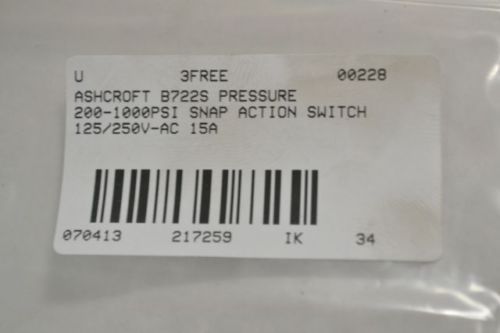 U 3FREE 00228
ASHCROFT B722S PRESSURE
200-1000PSI SNAP ACTION SWITCH
125/250V-AC 15A
070413 217259 IK 34